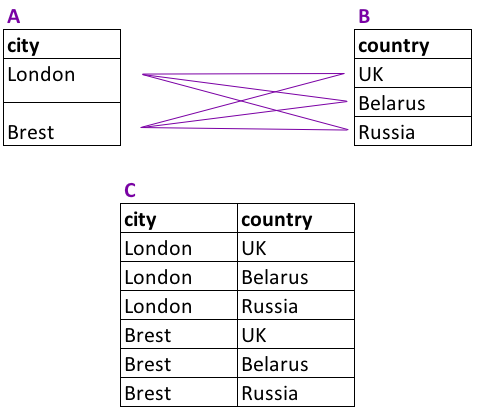 A B
city country
London UK
Belarus
Brest Russia
C
city country
London UK
London Belarus
London Russia
Brest UK
Brest Belarus
Brest Russia